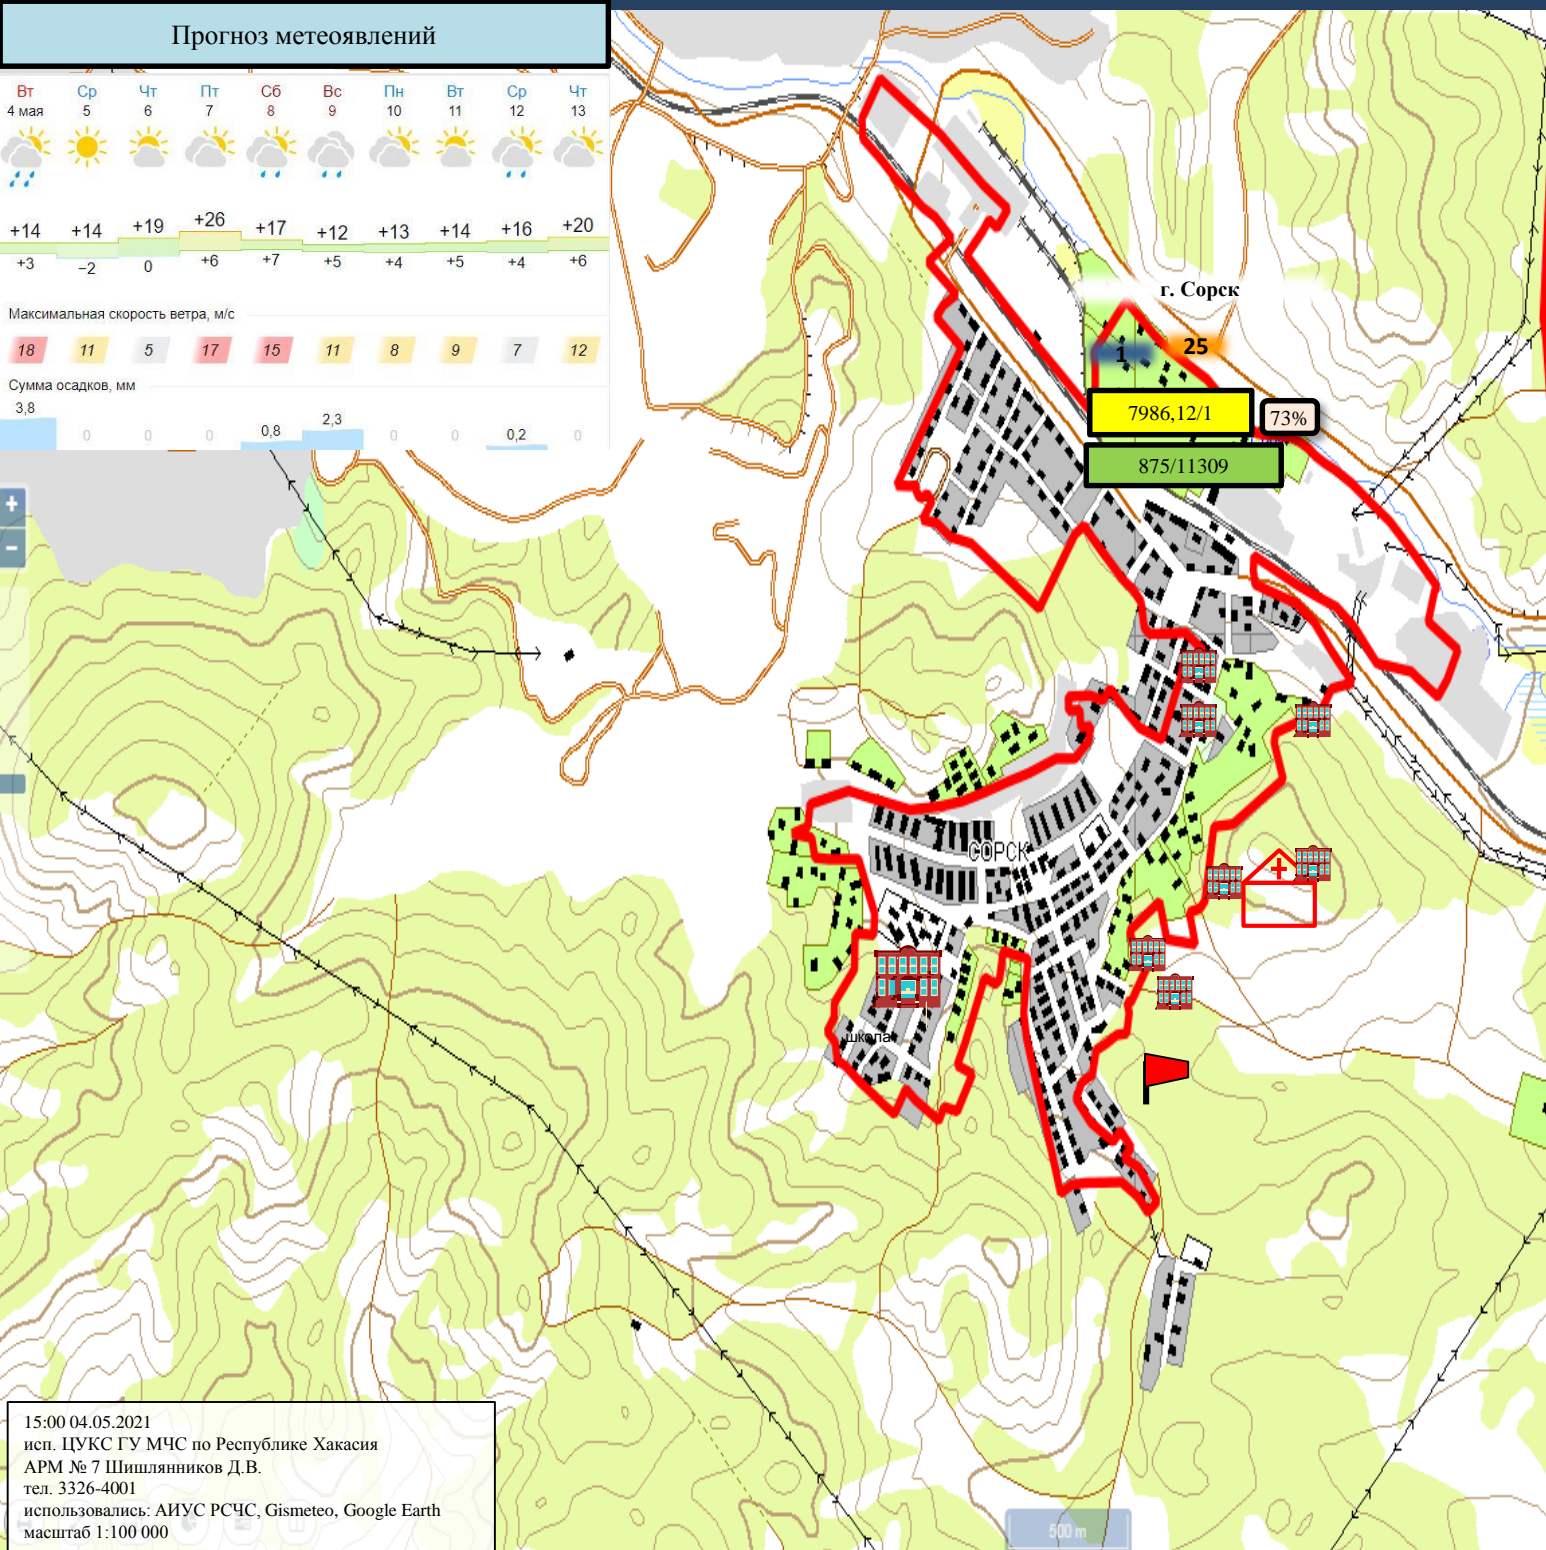 Прогноз метеоявлений
Вт Ср Чт Пт Сб Вс Пн Вт Ср Чт
4 мая 5 6 7 8 9 10 11 12 13
+14 +14 +19 +26 +17 +12 +13 +14 +16 +20
+3 −2 0 +6 +7 +5 +4 +5 +4 +6
Максимальная скорость ветра, м/с
18 11 5 17 15 11 8 9 7 12
Сумма осадков, мм
3,8 0 0 0 0,8 2,3 0 0 0,2 0
+
−
г. Сорск
1 25
7986,12/1 73%
875/11309
СОРСК
школа
15:00 04.05.2021
исп. ЦУКС ГУ МЧС по Республике Хакасия
АРМ № 7 Шишлянников Д.В.
тел. 3326-4001
использовались: АИУС РСЧС, Gismeteo, Google Earth
масштаб 1:100 000
500 m